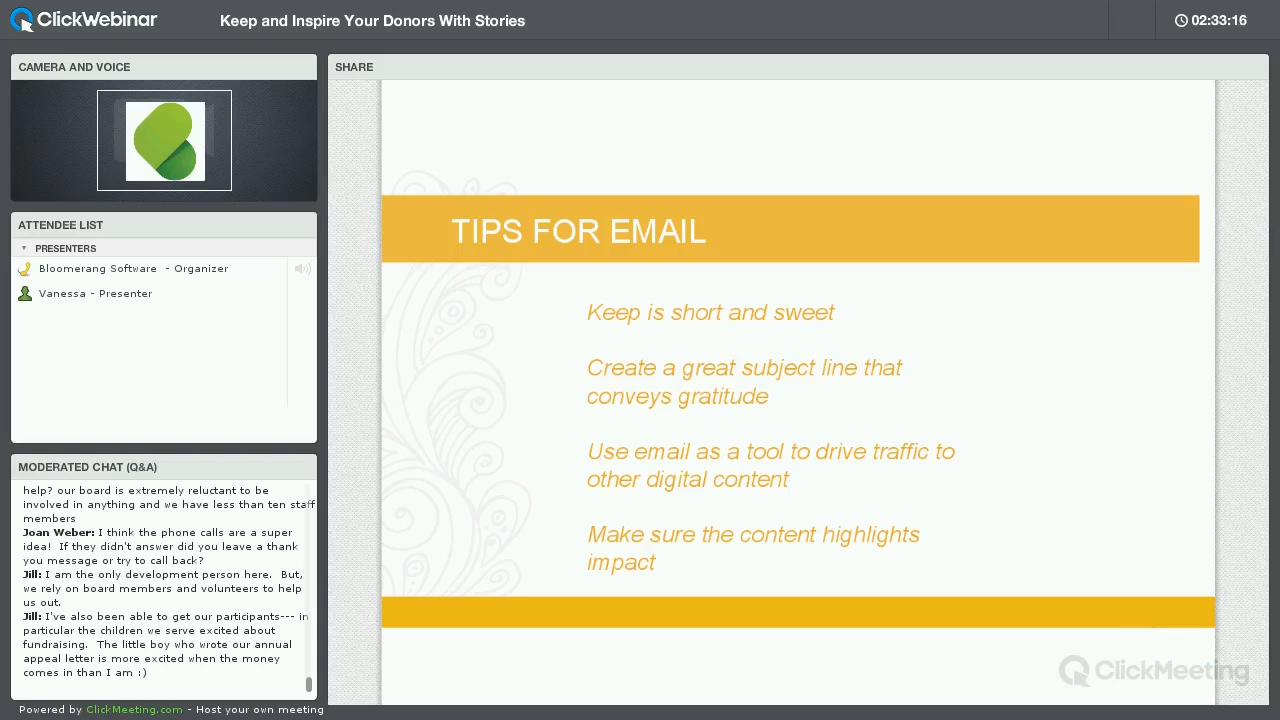 ClickWebinar
Keep and Inspire Your Donors With Stories
02:33:16
CAMERA AND VOICE
ATTENDEE LIST
PRESENTERS
Bloomerang Software - Organizer
Vanessa - Presenter
MODERATED CHAT (Q&A)
help? our board is extremely reluctant to be
involved in anything and we have less than ten staff
members
Joan Weber: I think the phone calls are a super
idea! If they didn't answer did you leave a thank
you message or try to call back?
Jill: I am the only development person here. But,
we rely on board members and volunteers to help
us out.
Jill: I've also been able to get our participants--- in
particular the children we serve excited about
fundraising. The little boy who wrote our annual
appeal letter is more excited when the money
comes in than I am :)
Powered by ClickMeeting.com - Host your own meeting
SHARE
TIPS FOR EMAIL
Keep is short and sweet
Create a great subject line that
conveys gratitude
Use email as a tool to drive traffic to
other digital content
Make sure the content highlights
impact
ClickMeeting